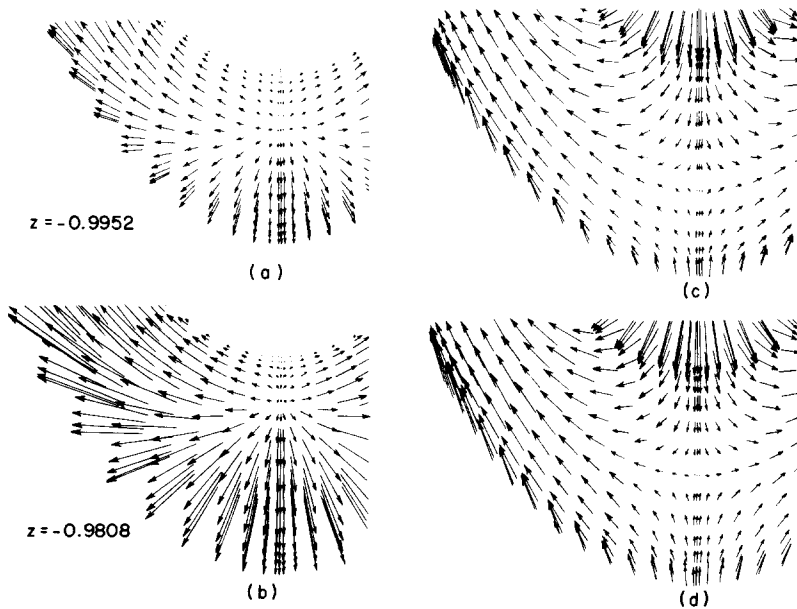 z = -0.9952
(a)
(c)
z = -0.9808
(b)
(d)